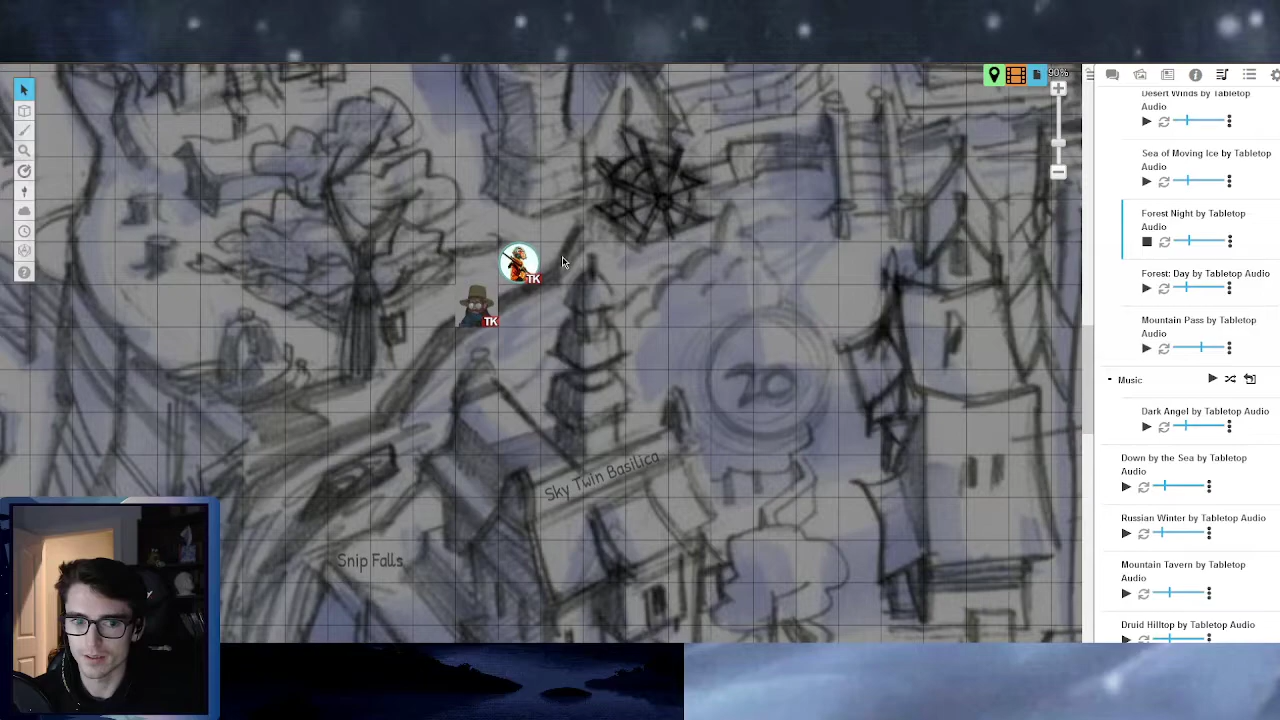 90%
Desert Winds by Tabletop
Audio
Sea of Moving Ice by Tabletop
Audio
Forest Night by Tabletop
Audio
Forest: Day by Tabletop Audio
Mountain Pass by Tabletop
Audio
Music
Dark Angel by Tabletop Audio
Down by the Sea by Tabletop
Audio
Russian Winter by Tabletop Audio
Mountain Tavern by Tabletop
Audio
Druid Hilltop by Tabletop Audio
TK
TK
20
Sky Twin Basilica
Snip Falls